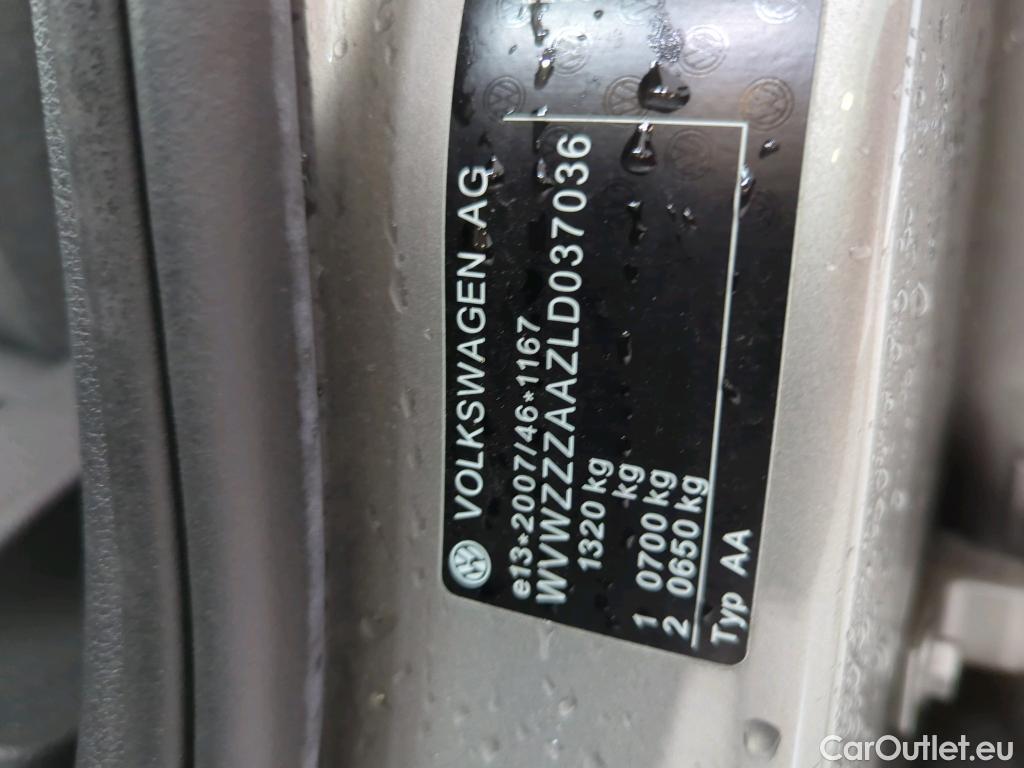 VOLKSWAGEN AG
e13*2007/46*1167
WVWZZZAAZLD037036
1320 kg
kg
1 0700 kg
2 0650 kg
Typ AA
CarOutlet.eu